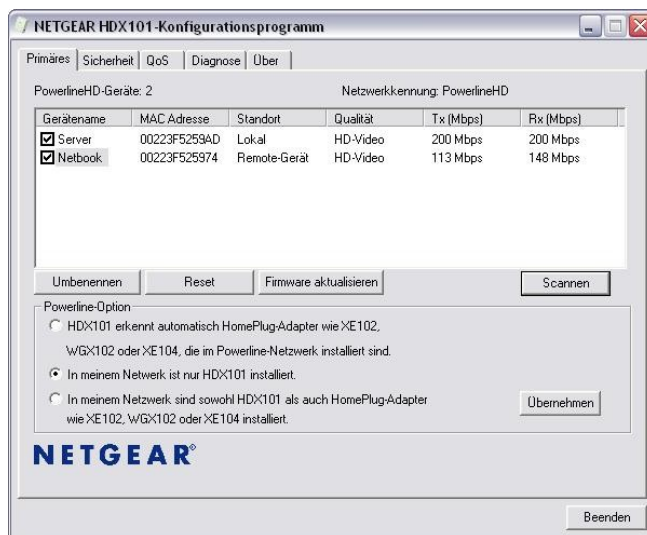 NETGEAR HDX101-Konfigurationsprogramm
Primäres Sicherheit QoS Diagnose Über
PowerlineHD-Geräte: 2 Netzwerkkennung: PowerlineHD
Gerätename MAC Adresse Standort Qualität Tx (Mbps) Rx (Mbps)
Server 00223F5259AD Lokal HD-Video 200 Mbps 200 Mbps
Netbook 00223F525974 Remote-Gerät HD-Video 113 Mbps 148 Mbps
Umbenennen Reset Firmware aktualisieren Scannen
Powerline-Option
HDX101 erkennt automatisch HomePlug-Adapter wie XE102,
WGX102 oder XE104, die im Powerline-Netzwerk installiert sind.
In meinem Netwerk ist nur HDX101 installiert.
In meinem Netzwerk sind sowohl HDX101 als auch HomePlug-Adapter
wie XE102, WGX102 oder XE104 installiert.
Übernehmen
NETGEAR®
Beenden